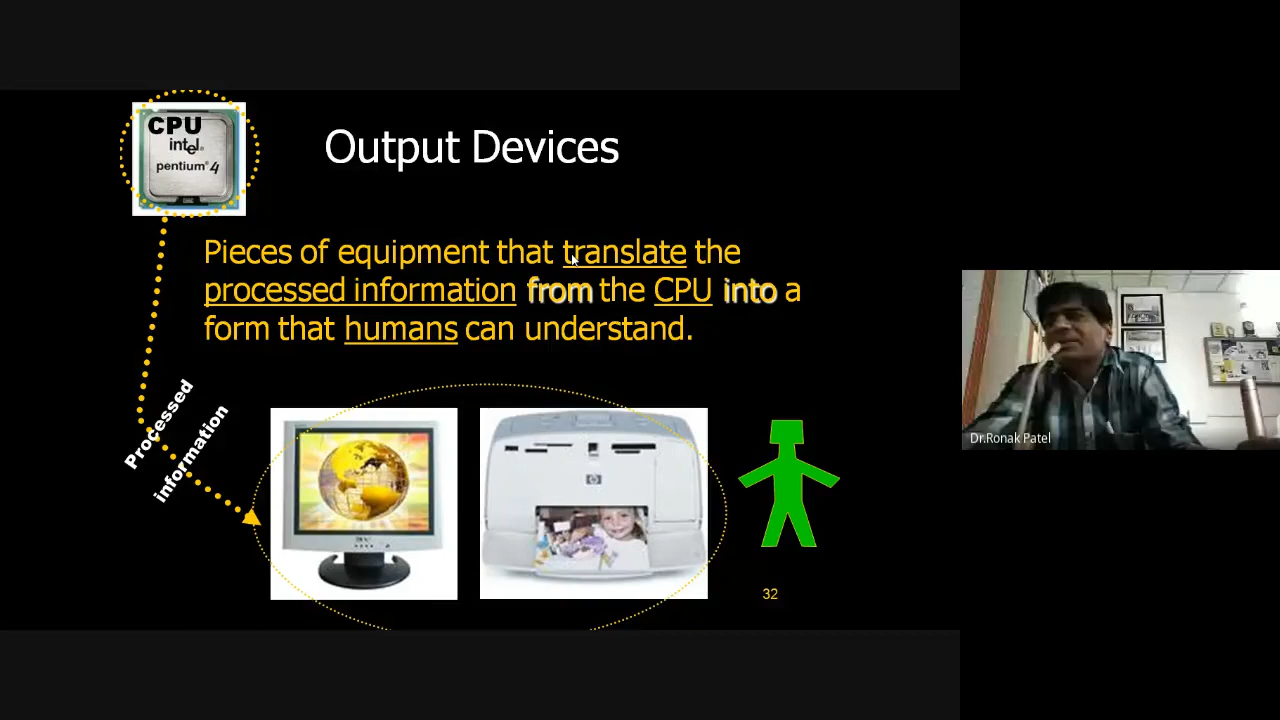 CPU
intel
pentium® 4
Output Devices
Pieces of equipment that translate the
processed information from the CPU into a
form that humans can understand.
Processed
information
hp
32
Dr.Ronak Patel